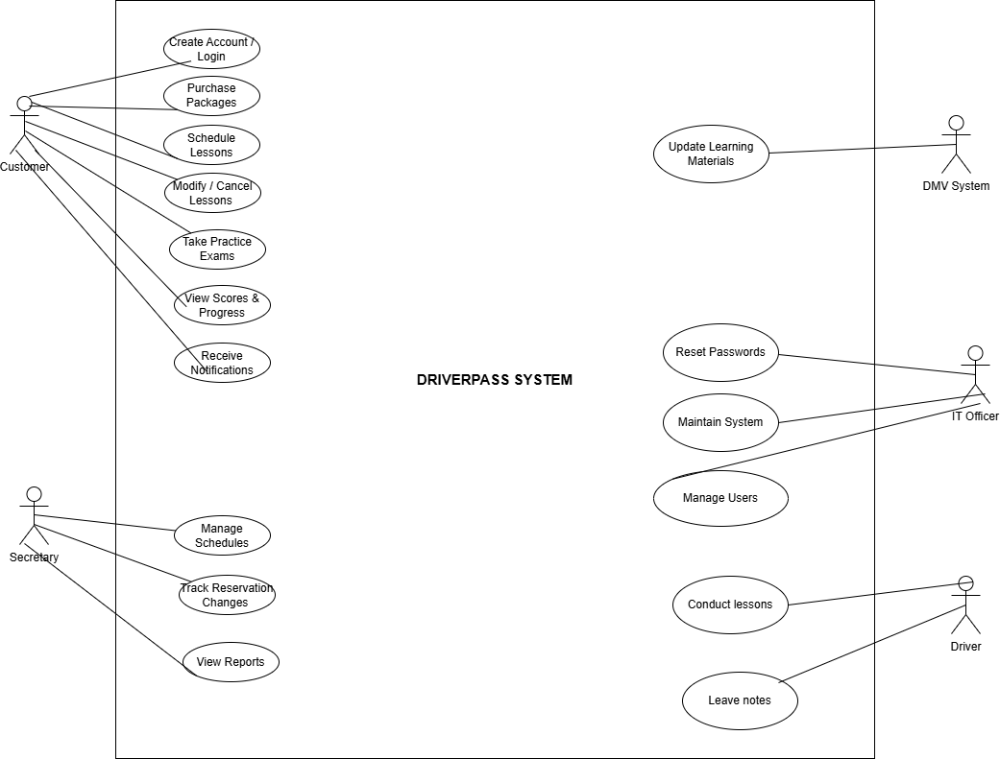 Create Account /
Login
Purchase
Packages
Schedule
Lessons
Customer
Modify / Cancel
Lessons
Take Practice
Exams
View Scores &
Progress
Receive
Notifications
Update Learning
Materials
DMV System
DRIVERPASS SYSTEM
Reset Passwords
Maintain System
IT Officer
Manage Users
Secretary
Manage
Schedules
Track Reservation
Changes
View Reports
Conduct lessons
Driver
Leave notes